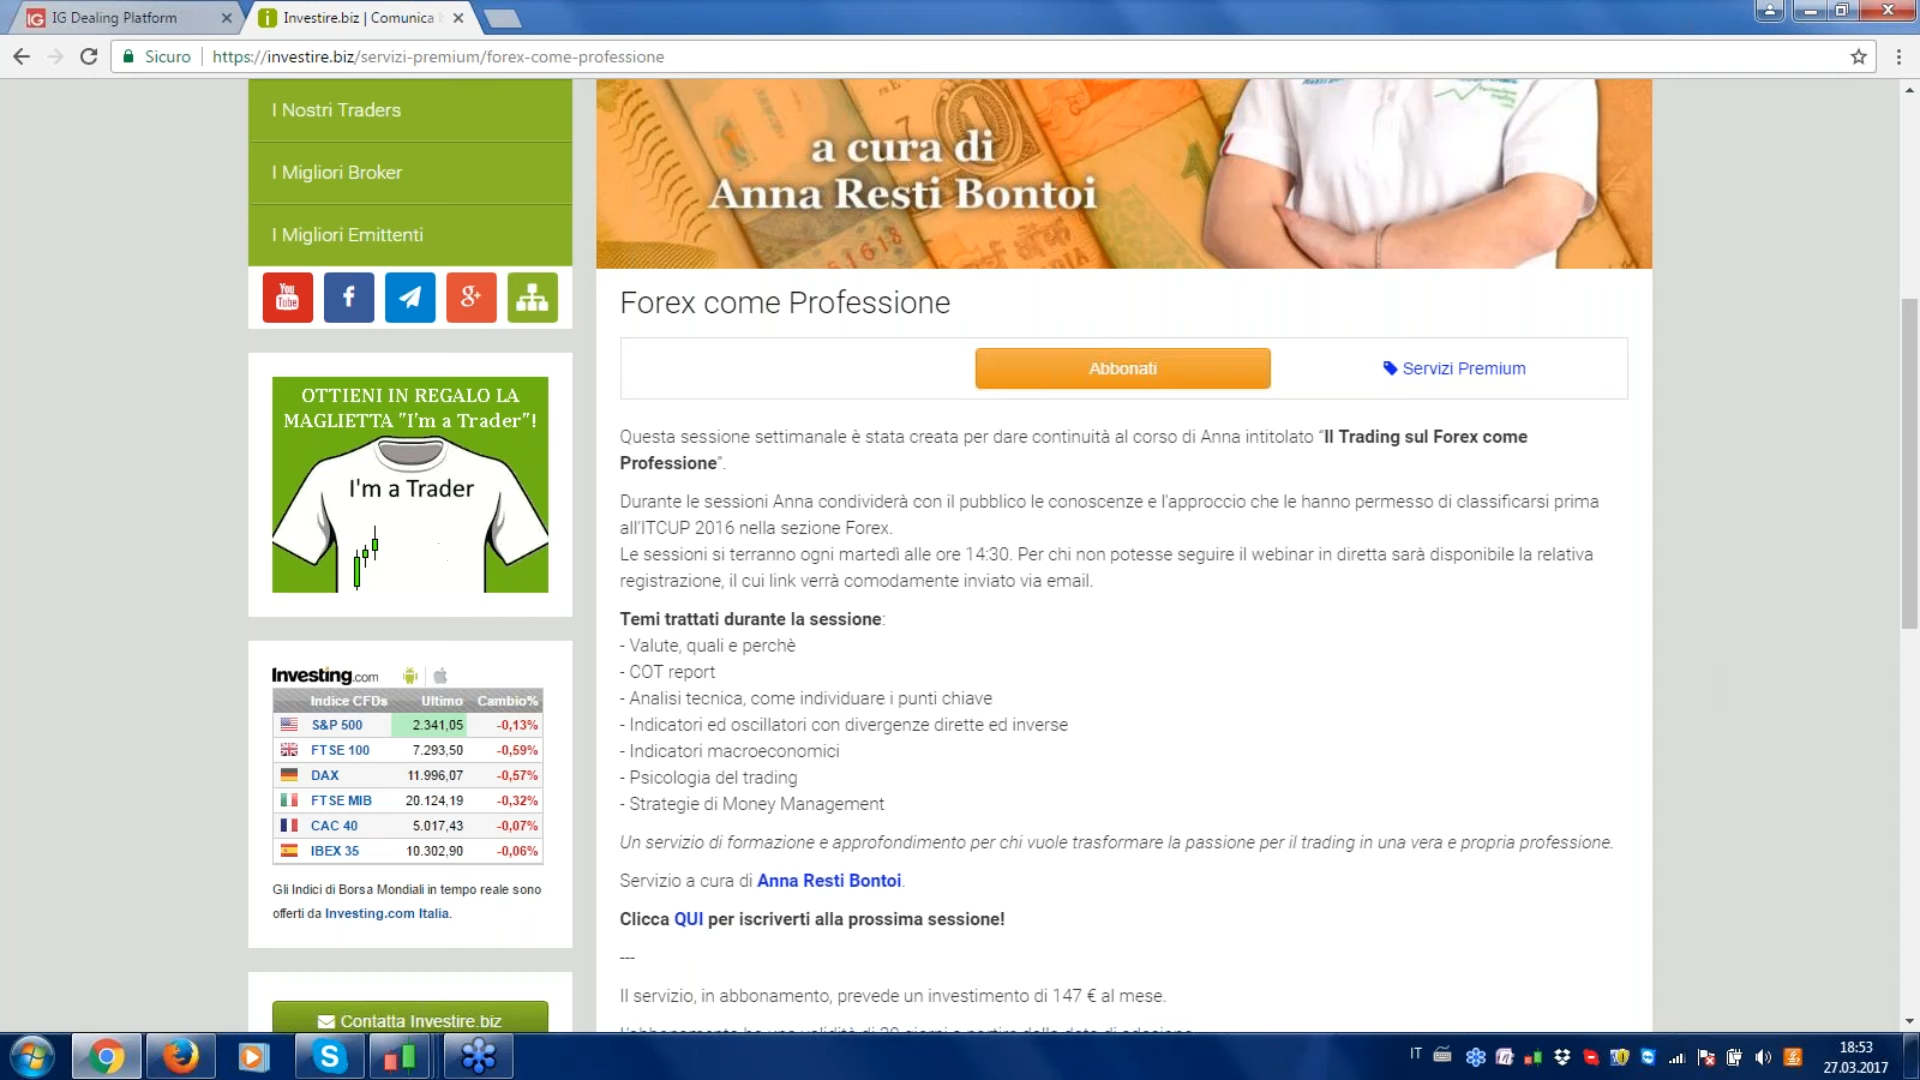 IG Dealing Platform
Investire.biz | Comunica
Sicuro
https://investire.biz/servizi-premium/forex-come-professione
I Nostri Traders
I Migliori Broker
I Migliori Emittenti
You
Tube
f
g+
OTTIENI IN REGALO LA
MAGLIETTA "I'm a Trader"!
I'm a Trader
Investing.com
Indice CFDs Ultimo Cambio%
S&P 500 2.341,05 -0,13%
FTSE 100 7.293,50 -0,59%
DAX 11.996,07 -0,57%
FTSE MIB 20.124,19 -0,32%
CAC 40 5.017,43 -0,07%
IBEX 35 10.302,90 -0,06%
Gli Indici di Borsa Mondiali in tempo reale sono
offerti da Investing.com Italia.
Contatta Investire.biz
a cura di
Anna Resti Bontoi
Forex come Professione
Abbonati
Servizi Premium
Questa sessione settimanale è stata creata per dare continuità al corso di Anna intitolato “Il Trading sul Forex come
Professione”.
Durante le sessioni Anna condividerà con il pubblico le conoscenze e l'approccio che le hanno permesso di classificarsi prima
all'ITCUP 2016 nella sezione Forex.
Le sessioni si terranno ogni martedì alle ore 14:30. Per chi non potesse seguire il webinar in diretta sarà disponibile la relativa
registrazione, il cui link verrà comodamente inviato via email.
Temi trattati durante la sessione:
- Valute, quali e perchè
- COT report
- Analisi tecnica, come individuare i punti chiave
- Indicatori ed oscillatori con divergenze dirette ed inverse
- Indicatori macroeconomici
- Psicologia del trading
- Strategie di Money Management
Un servizio di formazione e approfondimento per chi vuole trasformare la passione per il trading in una vera e propria professione.
Servizio a cura di Anna Resti Bontoi.
Clicca QUI per iscriverti alla prossima sessione!
---
Il servizio, in abbonamento, prevede un investimento di 147 € al mese.
IT
18:53
27.03.2017